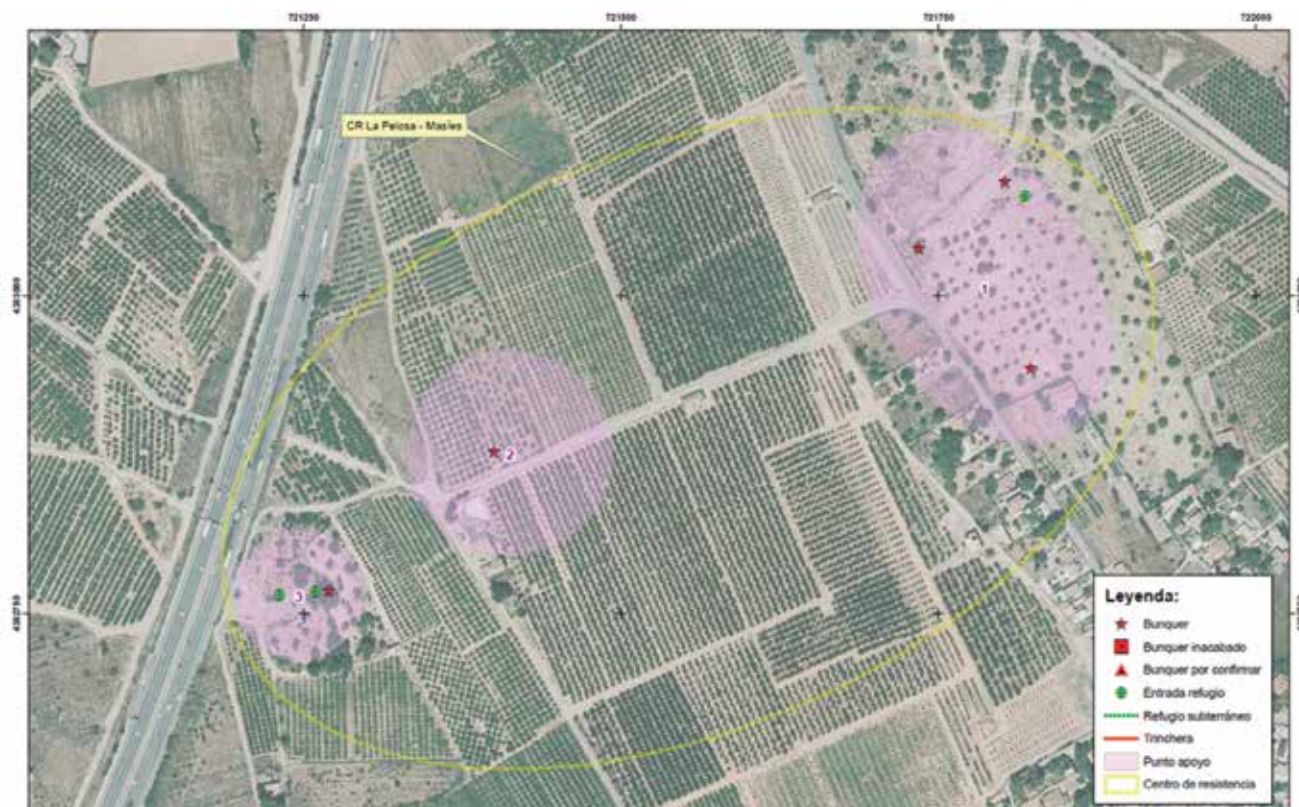 721250
721500
721750
722000
CR La Pelosa - Masíes
1
2
3
Leyenda:
Bunquer
Bunquer inacabado
Bunquer por confirmar
Entrada refugio
Refugio subterráneo
Trinchera
Punto apoyo
Centro de resistencia